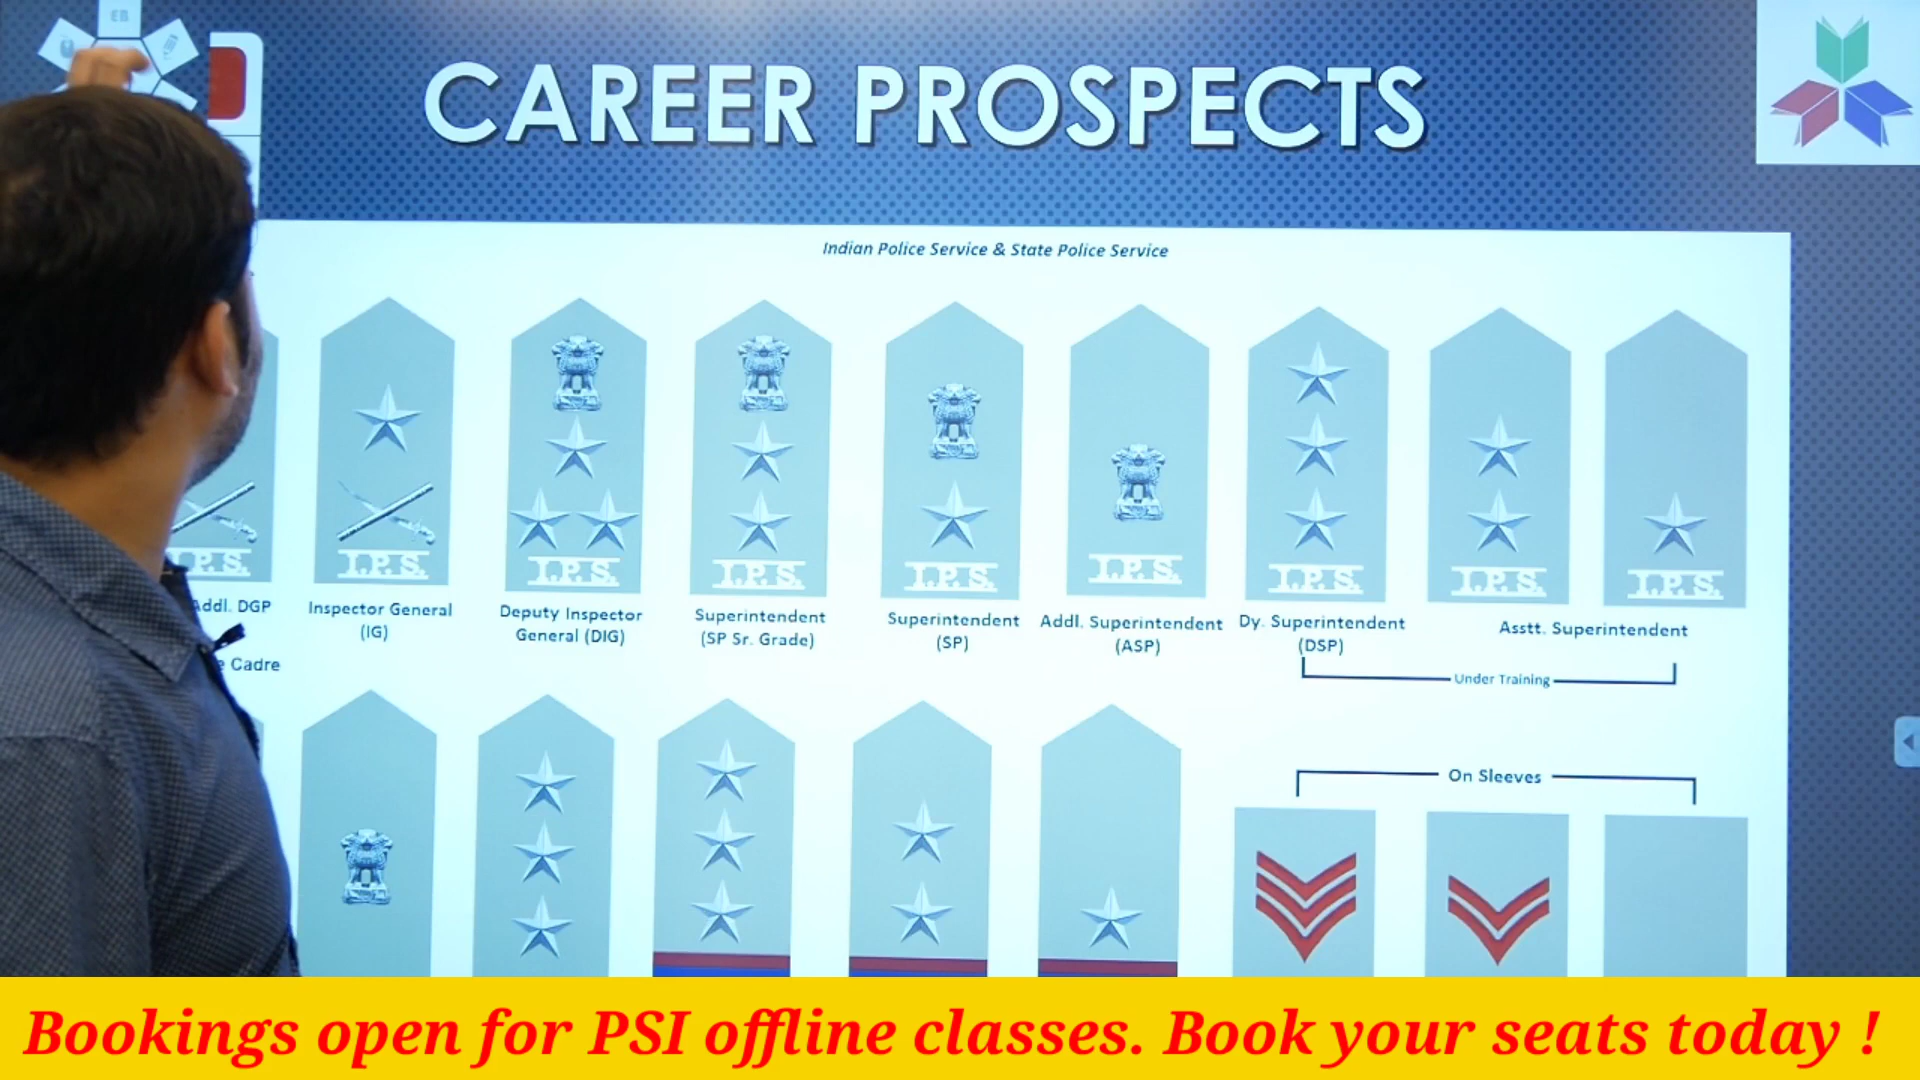 EB
CAREER PROSPECTS
Indian Police Service & State Police Service
I.P.S. I.P.S. I.P.S. I.P.S. I.P.S. I.P.S. I.P.S. I.P.S.
Addl. DGP
Inspector General
(IG)
Deputy Inspector
General (DIG)
Superintendent
(SP Sr. Grade)
Superintendent
(SP)
Addl. Superintendent
(ASP)
Dy. Superintendent
(DSP)
Asstt. Superintendent
Under Training
Cadre
On Sleeves
Bookings open for PSI offline classes. Book your seats today !